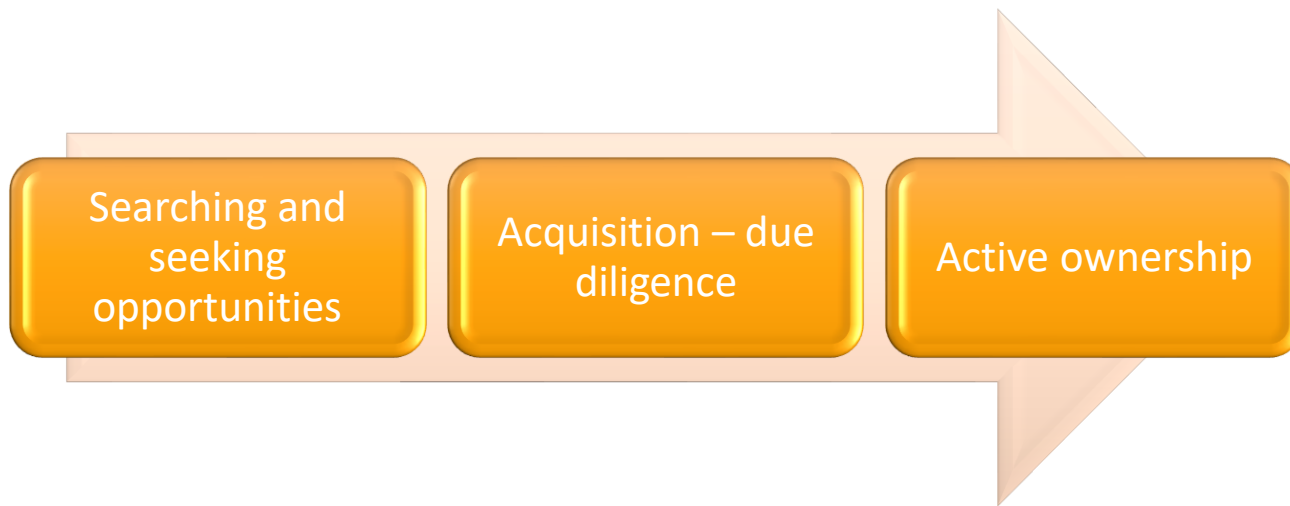 Searching and
seeking
opportunities
Acquisition – due
diligence
Active ownership